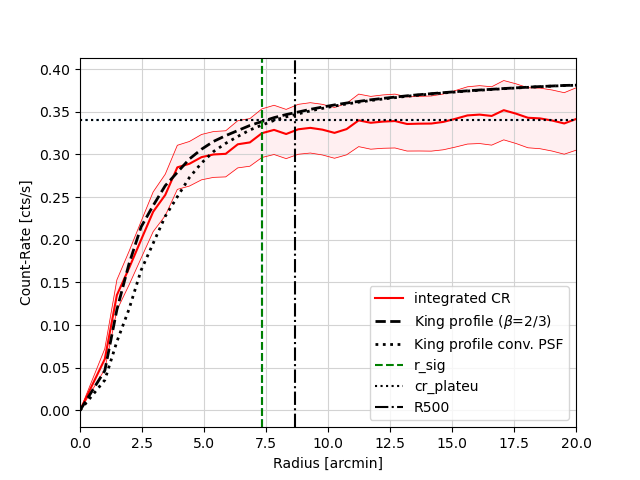 0.40
0.35
0.30
0.25
0.20
0.15
0.10
0.05
0.00
Count-Rate [cts/s]
integrated CR
King profile (β=2/3)
King profile conv. PSF
r_sig
cr_plateu
R500
0.0 2.5 5.0 7.5 10.0 12.5 15.0 17.5 20.0
Radius [arcmin]